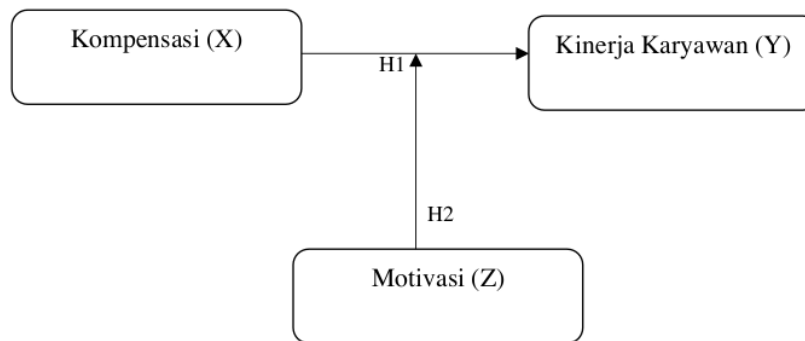 Kompensasi (X)
Kinerja Karyawan (Y)
H1
H2
Motivasi (Z)